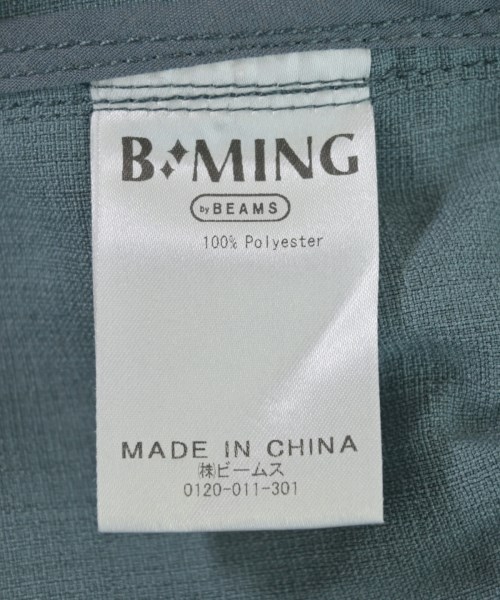 B:MING
by BEAMS
100% Polyester
MADE IN CHINA
㈱ビームス
0120-011-301